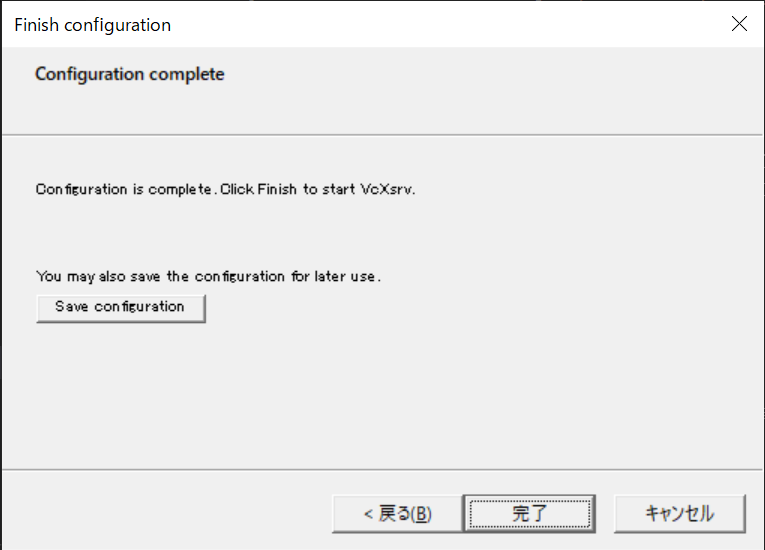 Finish configuration
Configuration complete
Configuration is complete. Click Finish to start VcXsrv.
You may also save the configuration for later use.
Save configuration
< 戻る(B)
完了
キャンセル